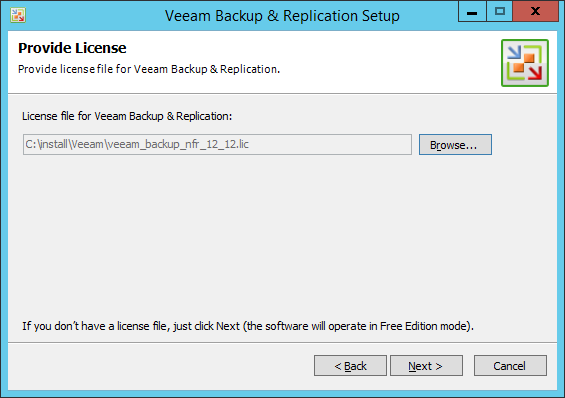 Veeam Backup & Replication Setup
Provide License
Provide license file for Veeam Backup & Replication.
License file for Veeam Backup & Replication:
C:\install\Veeam\veeam_backup_nfr_12_12.lic
Browse...
If you don't have a license file, just click Next (the software will operate in Free Edition mode).
< Back
Next >
Cancel